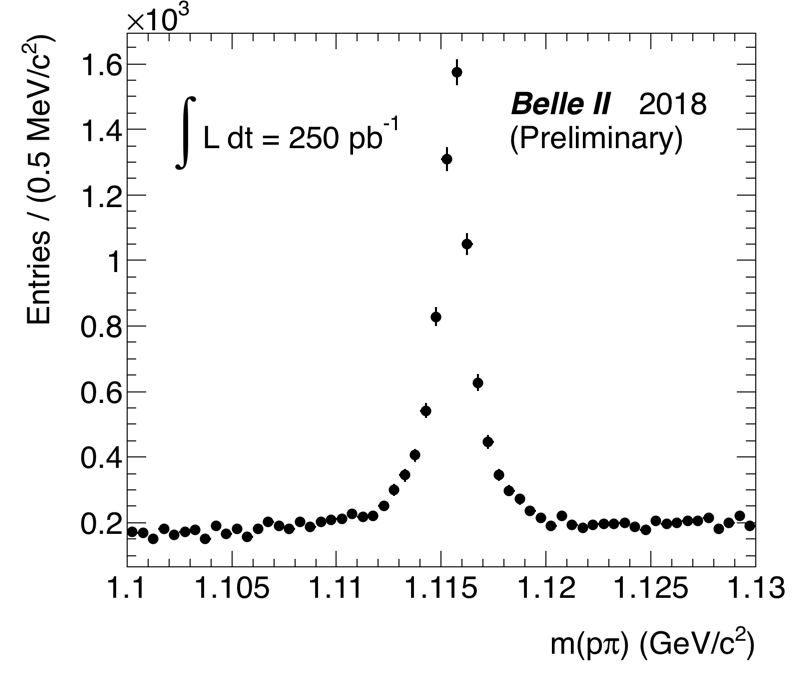 ×10³
Entries / (0.5 MeV/c²)
1.6
1.4
1.2
1
0.8
0.6
0.4
0.2
∫ L dt = 250 pb⁻¹
Belle II 2018
(Preliminary)
1.1 1.105 1.11 1.115 1.12 1.125 1.13
m(pπ) (GeV/c²)